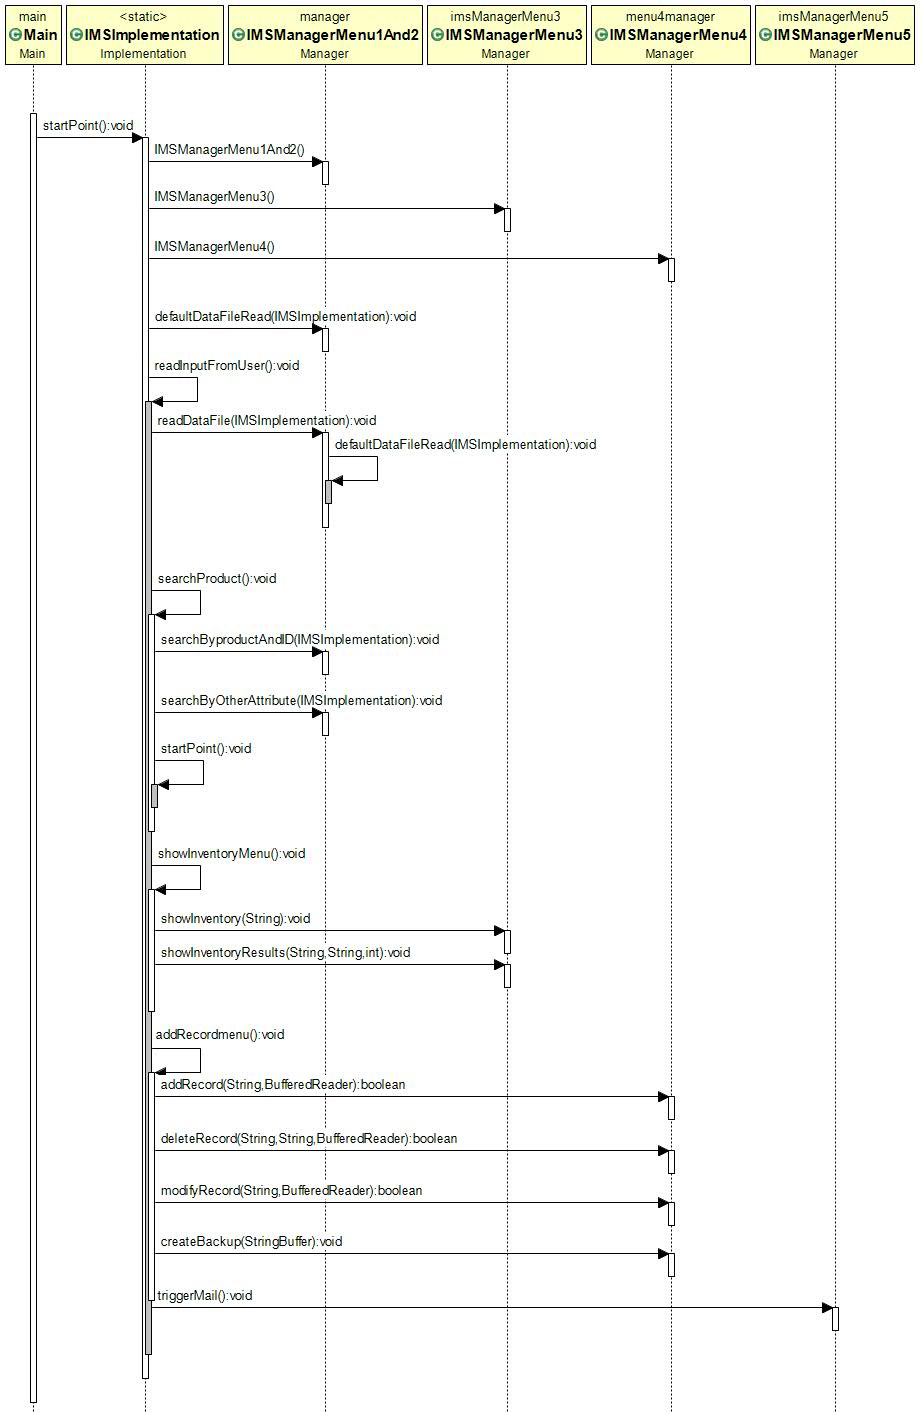 main
Main
Main
<static>
IMSImplementation
Implementation
manager
IMSManagerMenu1And2
Manager
imsManagerMenu3
IMSManagerMenu3
Manager
menu4manager
IMSManagerMenu4
Manager
imsManagerMenu5
IMSManagerMenu5
Manager
startPoint():void
IMSManagerMenu1And2()
IMSManagerMenu3()
IMSManagerMenu4()
defaultDataFileRead(IMSImplementation):void
readInputFromUser():void
readDataFile(IMSImplementation):void
defaultDataFileRead(IMSImplementation):void
searchProduct():void
searchByproductAndID(IMSImplementation):void
searchByOtherAttribute(IMSImplementation):void
startPoint():void
showInventoryMenu():void
showInventory(String):void
showInventoryResults(String,String,int):void
addRecordmenu():void
addRecord(String,BufferedReader):boolean
deleteRecord(String,String,BufferedReader):boolean
modifyRecord(String,BufferedReader):boolean
createBackup(StringBuffer):void
triggerMail():void